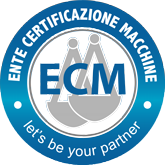 ENTE CERTIFICAZIONE MACCHINE
ECM
let's be your partner